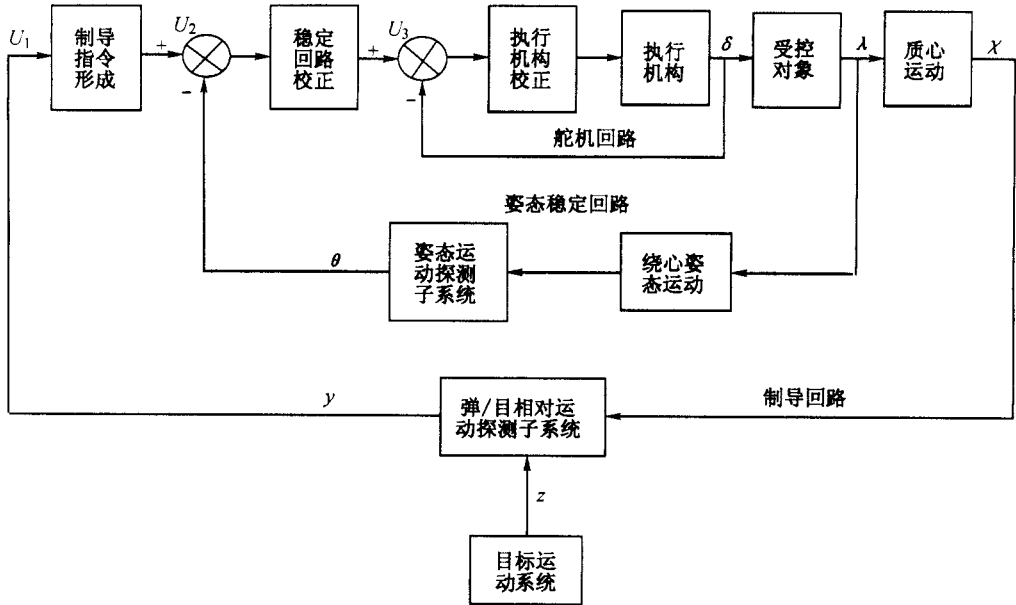 U₁
制导
指令
形成
+
U₂
-
稳定
回路
校正
+
U₃
-
执行
机构
校正
执行
机构
δ
受控
对象
λ
质心
运动
χ
舵机回路
姿态稳定回路
θ
姿态运
动探测
子系统
绕心姿
态运动
制导回路
y
弹/目相对运
动探测子系统
z
目标运
动系统